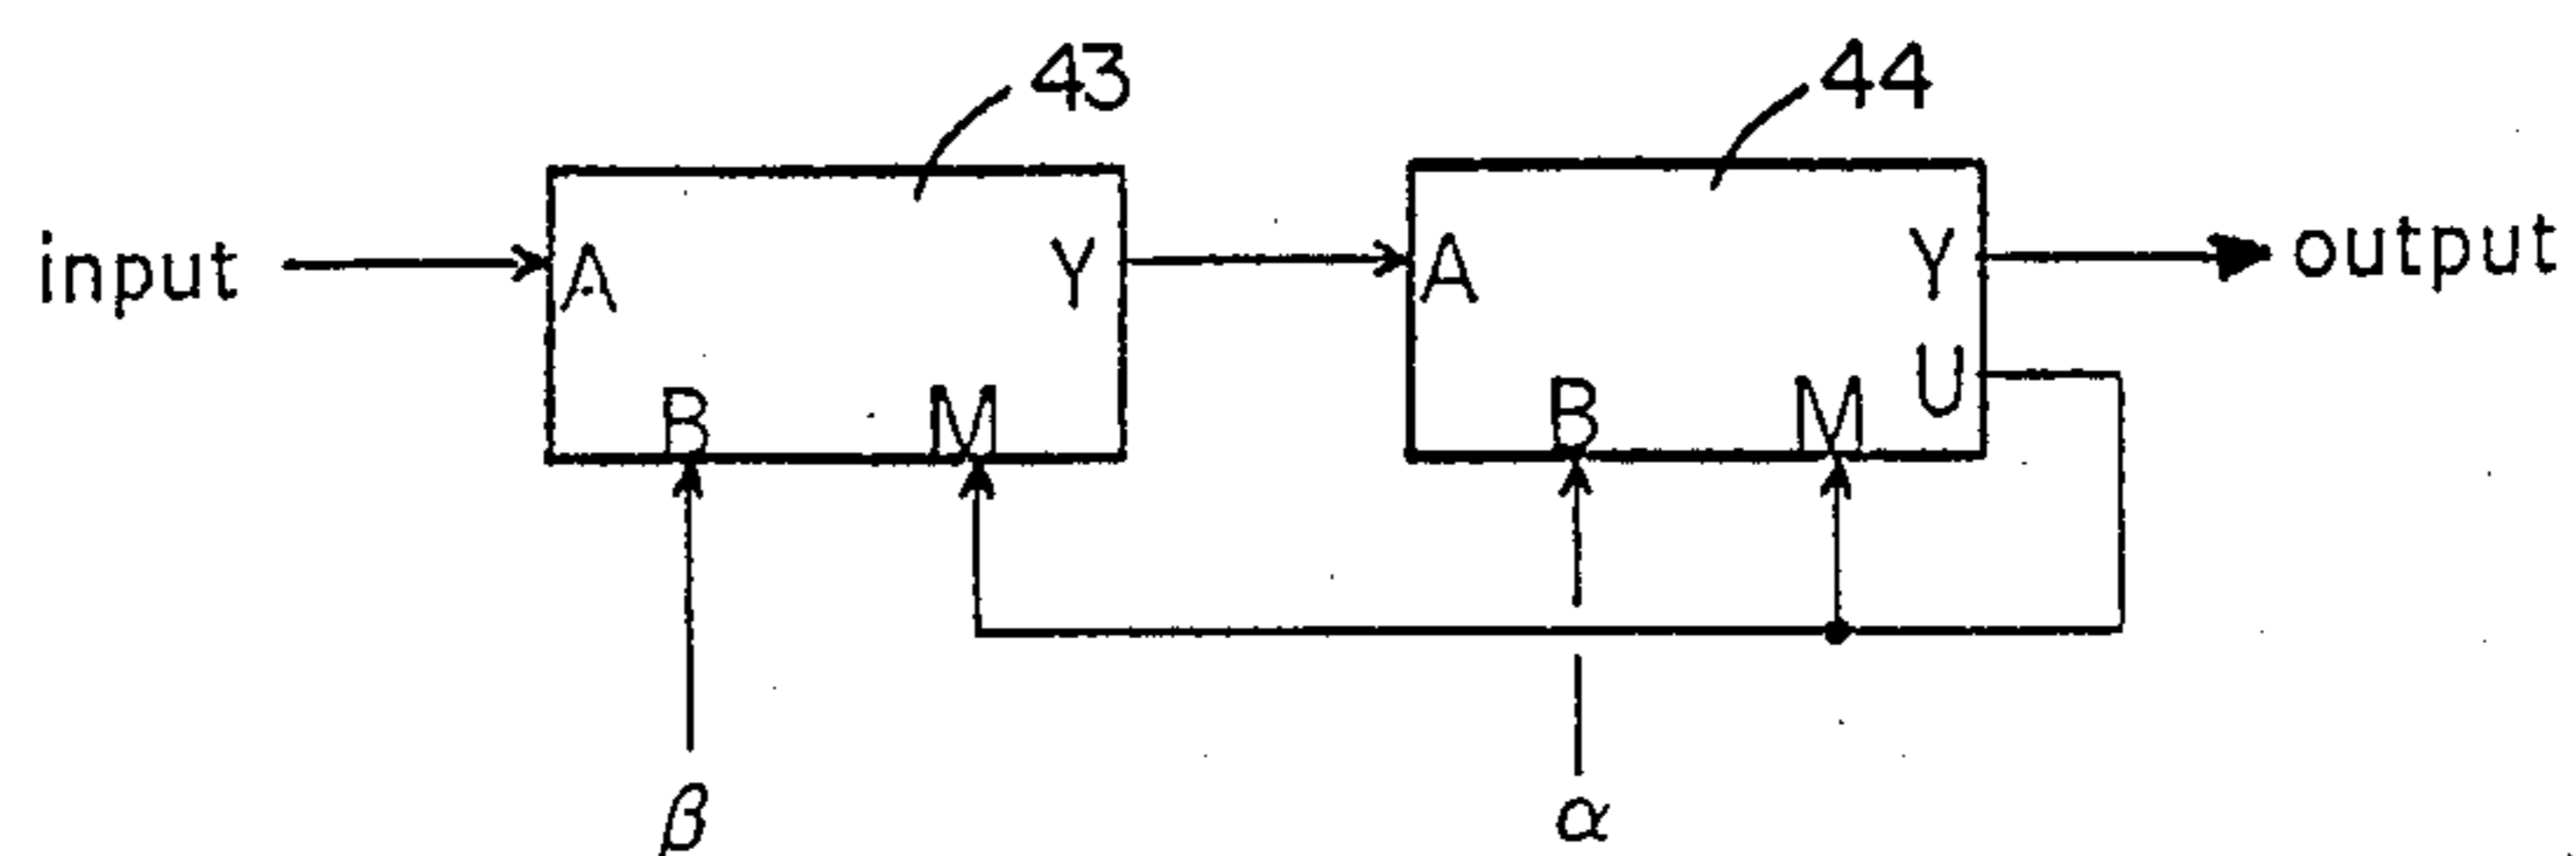 43 44
input A Y A Y output
U
B M B M
β α